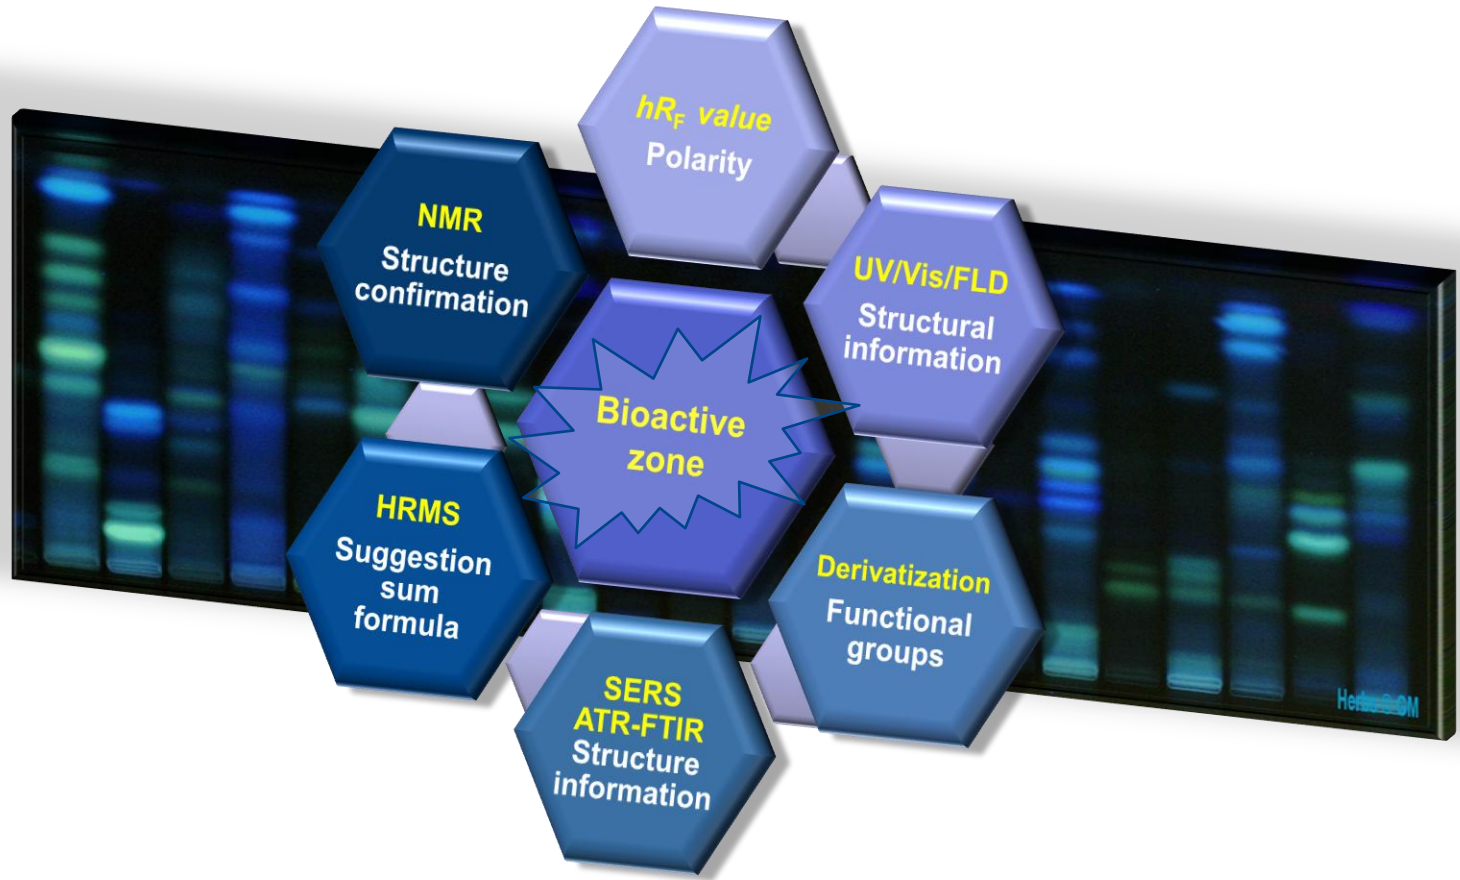 hRF value
Polarity
UV/Vis/FLD
Structural
information
Derivatization
Functional
groups
SERS
ATR-FTIR
Structure
information
HRMS
Suggestion
sum
formula
NMR
Structure
confirmation
Bioactive
zone